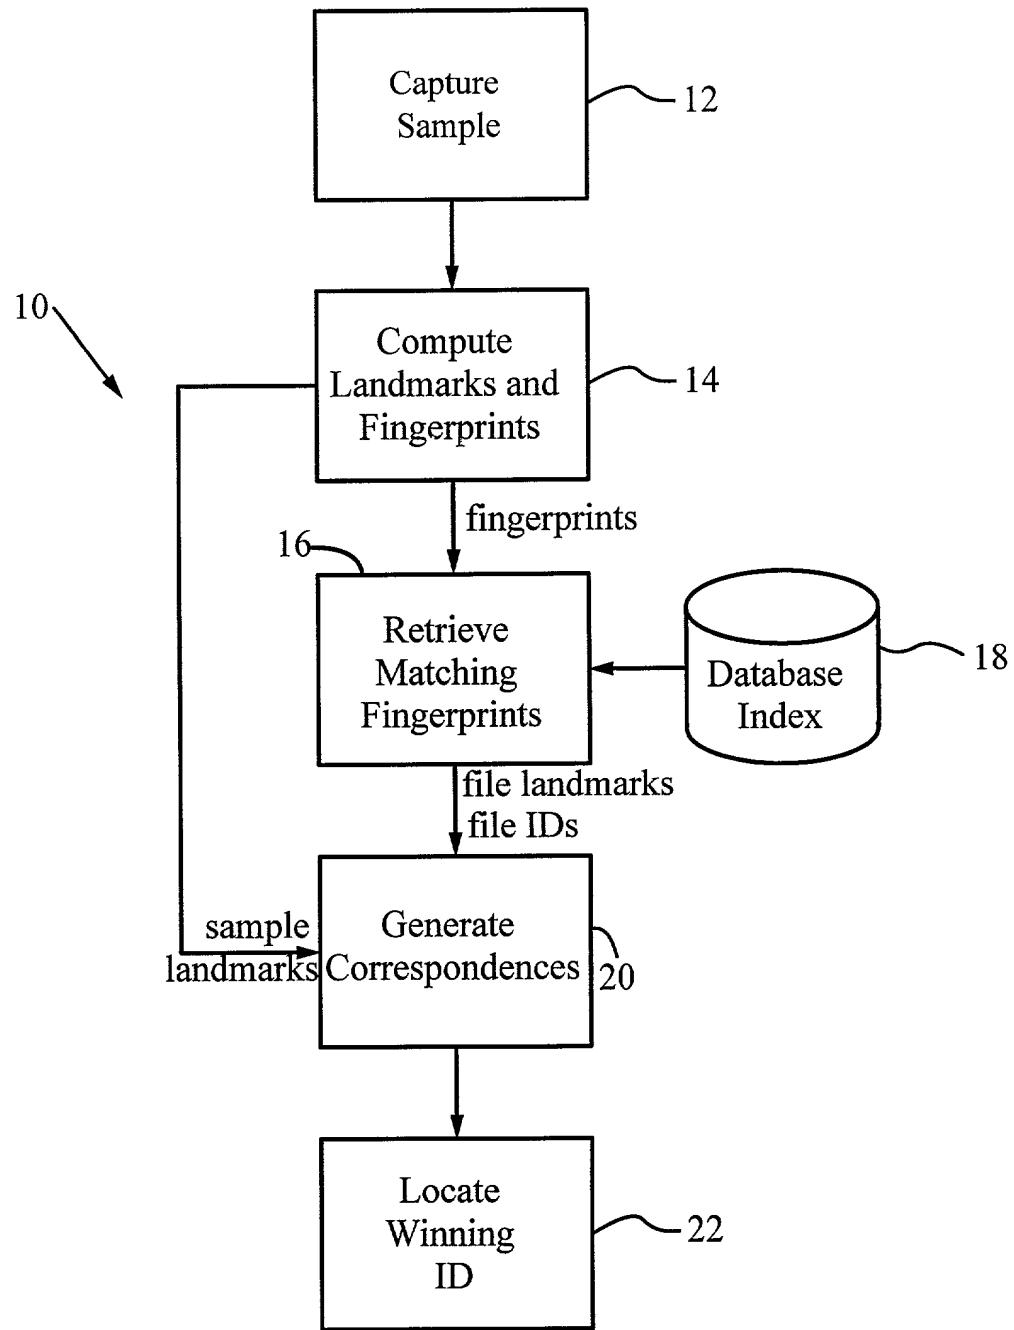 Capture
Sample
12
10
Compute
Landmarks and
Fingerprints
14
fingerprints
16
Retrieve
Matching
Fingerprints
Database
Index
18
file landmarks
file IDs
sample
landmarks
Generate
Correspondences
20
Locate
Winning
ID
22